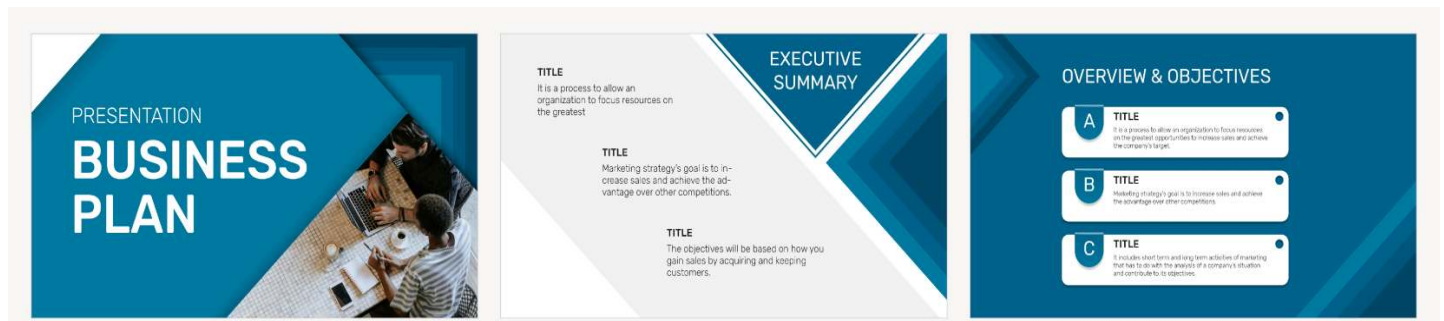 PRESENTATION
BUSINESS
PLAN
EXECUTIVE
SUMMARY
TITLE
It is a process to allow an
organization to focus resources on
the greatest
TITLE
Marketing strategy's goal is to in-
crease sales and achieve the ad-
vantage over other competitions.
TITLE
The objectives will be based on how you
gain sales by acquiring and keeping
customers.
OVERVIEW & OBJECTIVES
A
TITLE
It is a process to allow an organization to focus resources
on the greatest opportunities to increase sales and achieve
the company's target.
B
TITLE
Marketing strategy's goal is to increase sales and achieve
the advantage over other competitions.
C
TITLE
It includes short term and long term activities of marketing
that has to do with the analysis of a company's situation
and contribute to its objectives.